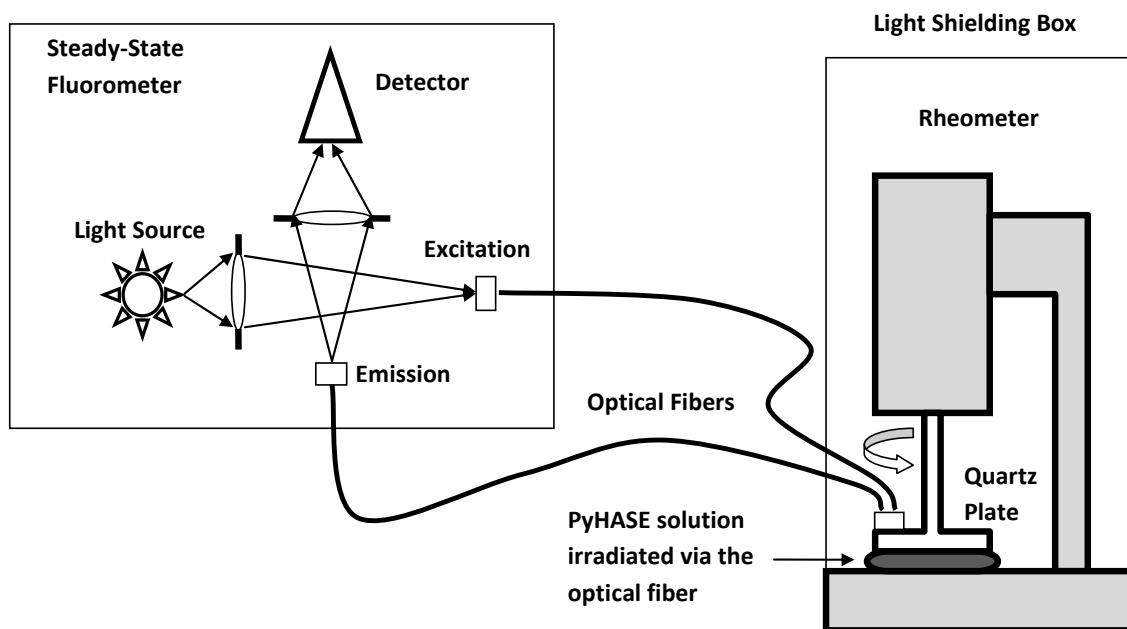 Light Shielding Box
Steady-State
Fluorometer
Detector
Rheometer
Light Source
Excitation
Emission
Optical Fibers
Quartz
Plate
PyHASE solution
irradiated via the
optical fiber